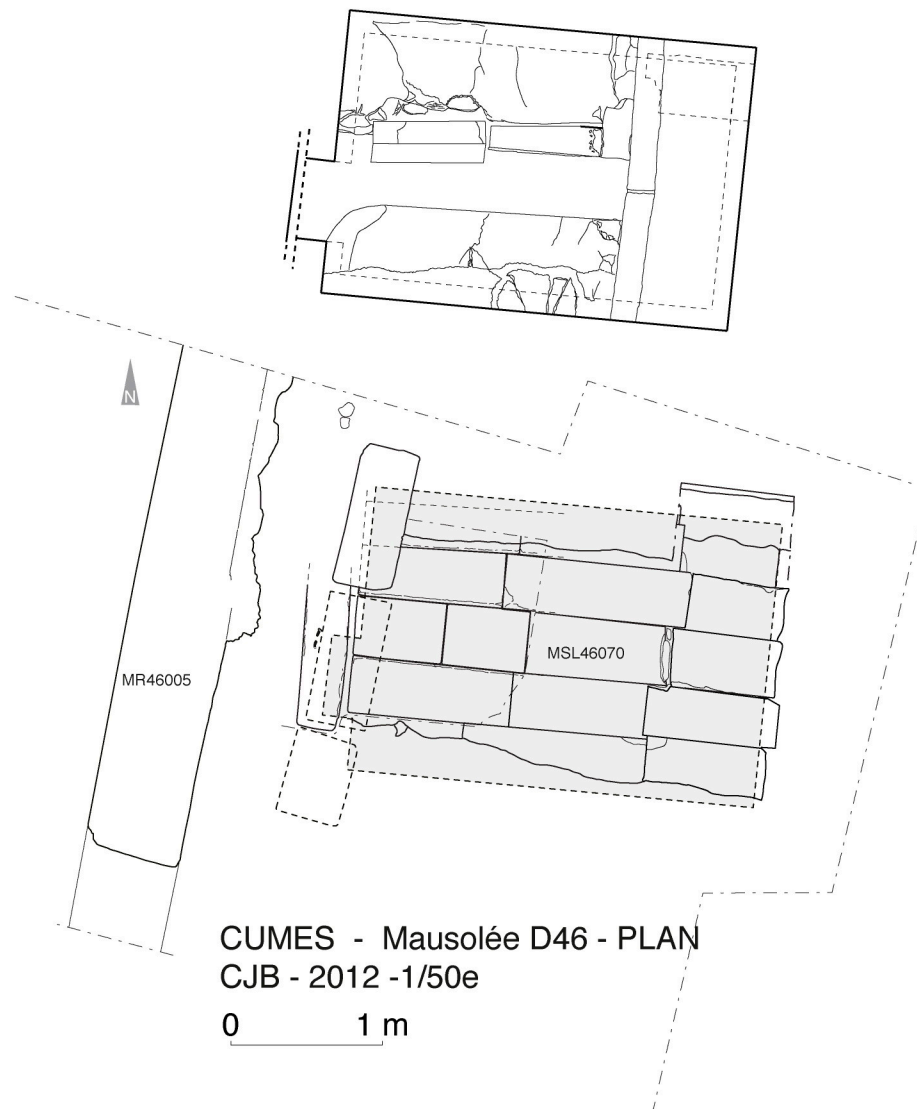 N
MSL46070
MR46005
CUMES - Mausolée D46 - PLAN
CJB - 2012 -1/50e
0 1 m